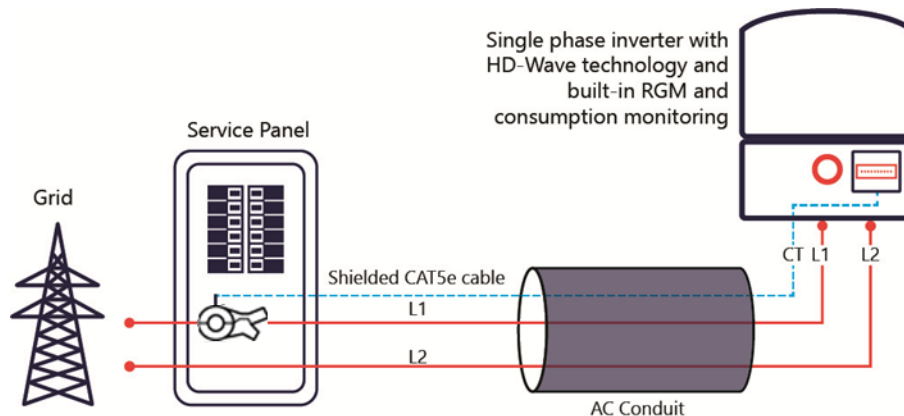 Single phase inverter with
HD-Wave technology and
built-in RGM and
consumption monitoring
Service Panel
Grid
CT L1 L2
Shielded CAT5e cable
L1
L2
AC Conduit